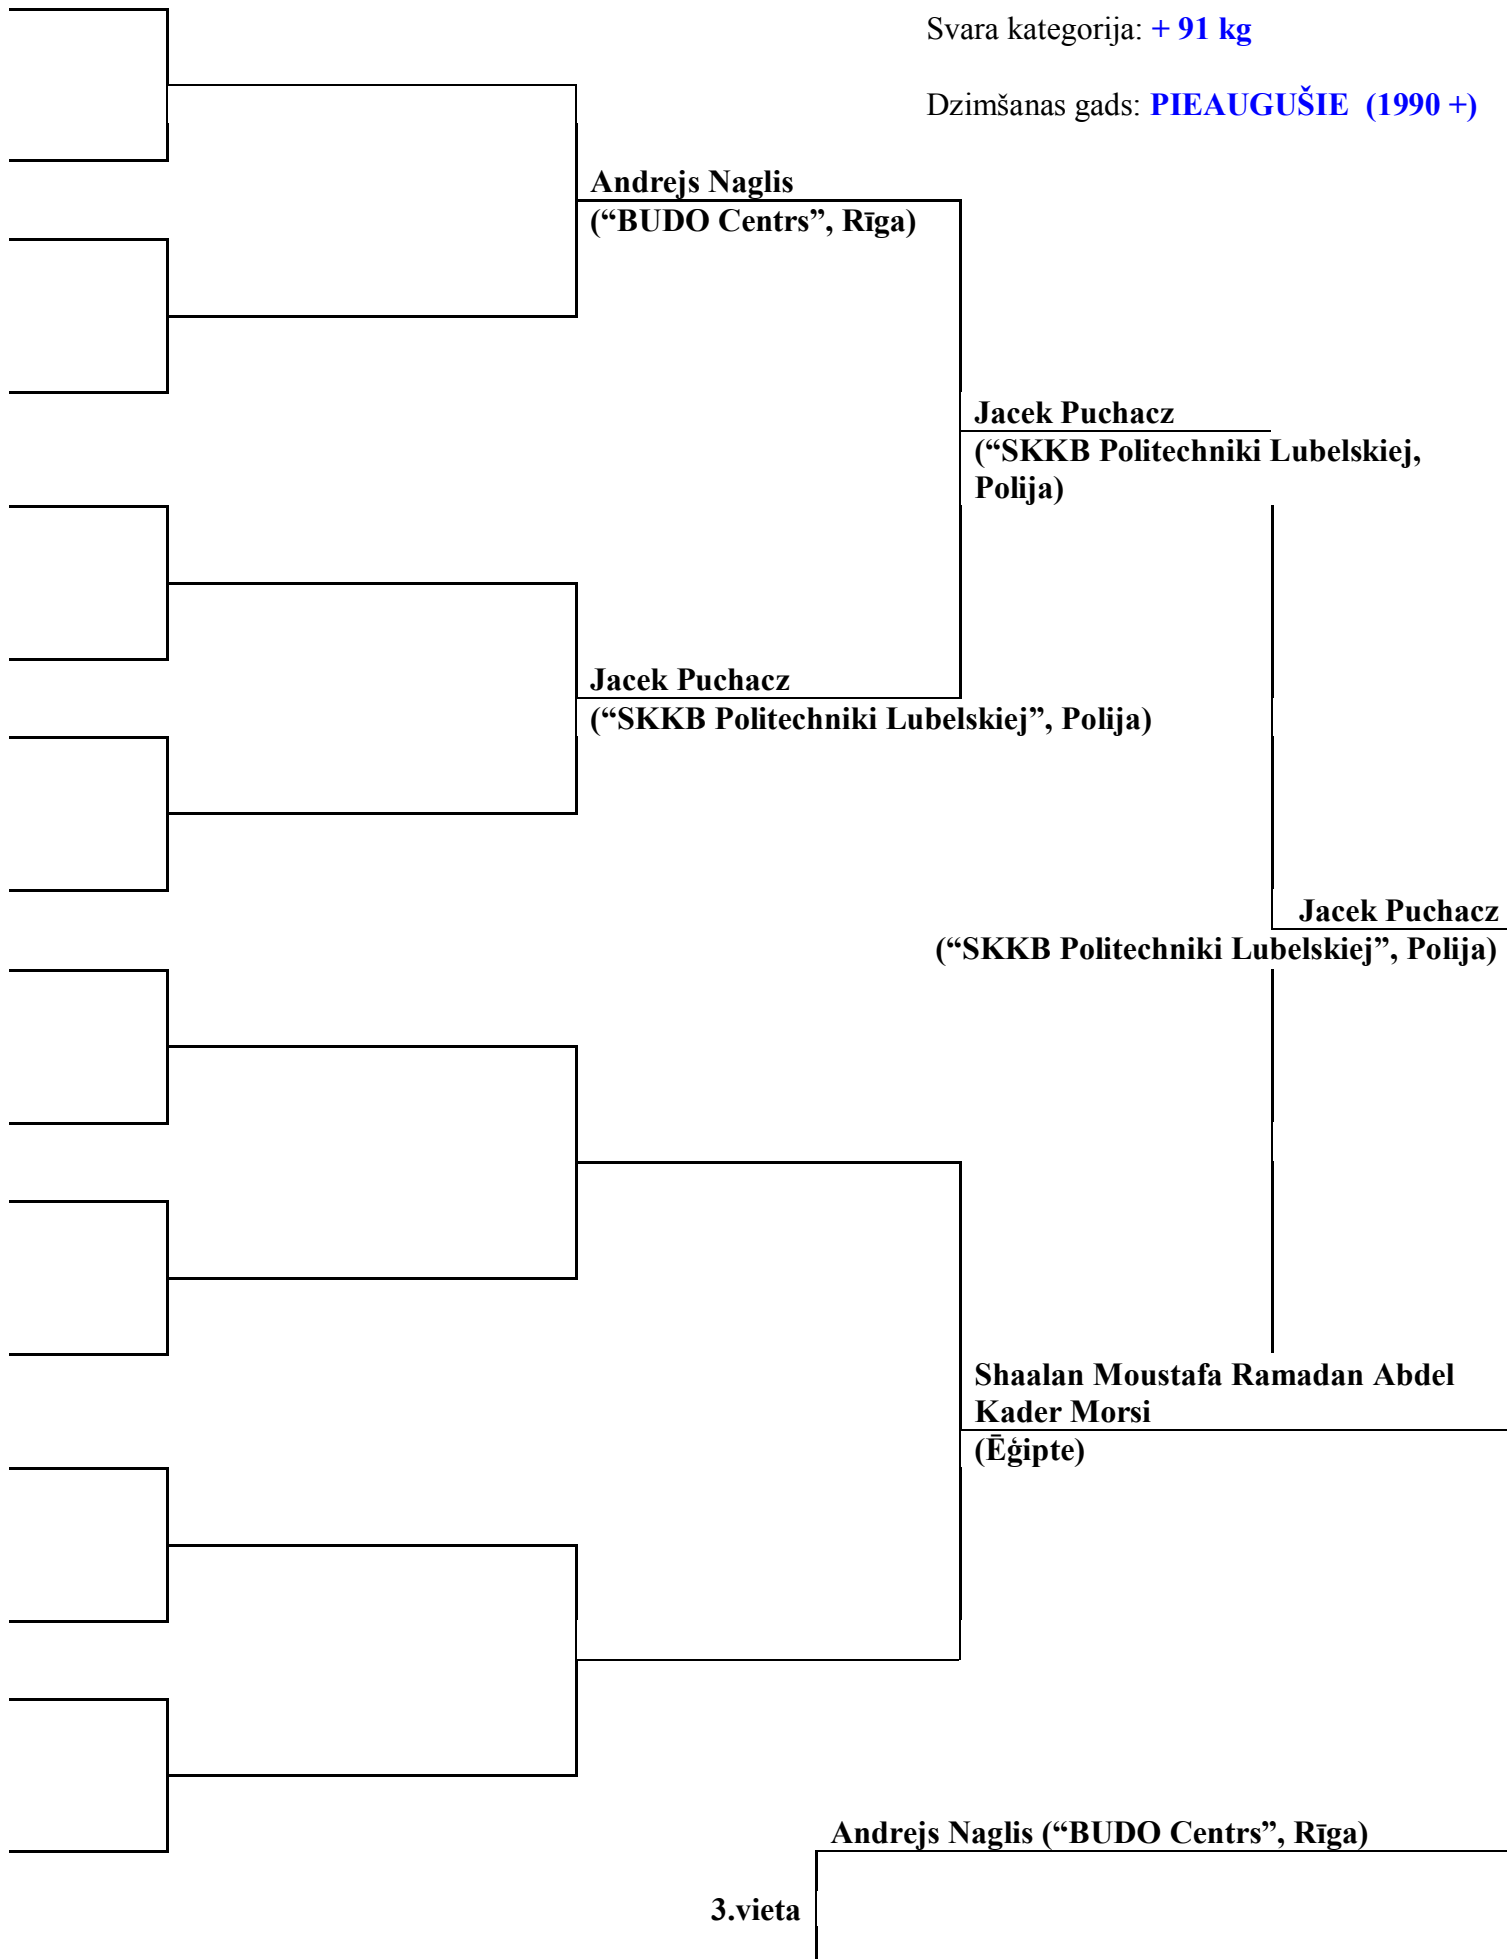 Svara kategorija: + 91 kg
Dzimšanas gads: PIEAUGUŠIE (1990 +)
Andrejs Naglis
(“BUDO Centrs”, Rīga)
Jacek Puchacz
(“SKKB Politechniki Lubelskiej,
Polija)
Jacek Puchacz
(“SKKB Politechniki Lubelskiej”, Polija)
Jacek Puchacz
(“SKKB Politechniki Lubelskiej”, Polija)
Shaalan Moustafa Ramadan Abdel
Kader Morsi
(Ēģipte)
Andrejs Naglis (“BUDO Centrs”, Rīga)
3.vieta